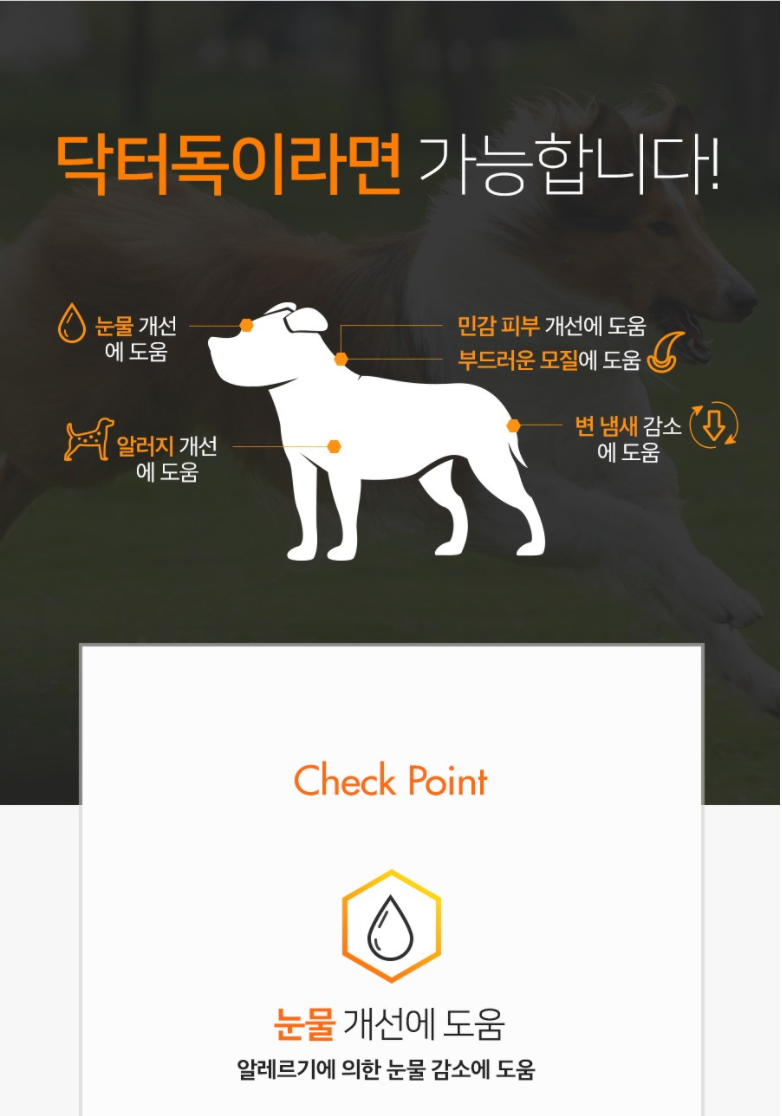 닥터독이라면 가능합니다!
눈물 개선
에 도움
민감 피부 개선에 도움
부드러운 모질에 도움
알러지 개선
에 도움
변 냄새 감소
에 도움
Check Point
눈물 개선에 도움
알레르기에 의한 눈물 감소에 도움